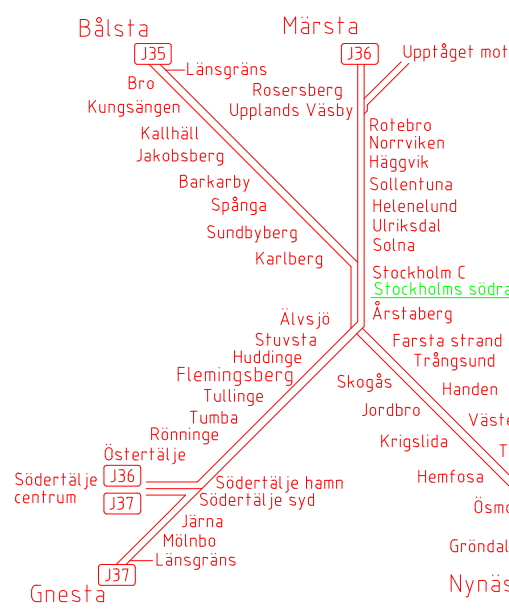 Bålsta
Märsta
J35
J36
Upptåget mot
Länsgräns
Bro
Rosersberg
Kungsängen
Upplands Väsby
Kallhäll
Rotebro
Norrviken
Jakobsberg
Häggvik
Barkarby
Sollentuna
Spånga
Helenelund
Ulriksdal
Sundbyberg
Solna
Karlberg
Stockholm C
Stockholms södra
Årstaberg
Älvsjö
Stuvsta
Farsta strand
Huddinge
Trångsund
Flemingsberg
Skogås
Handen
Tullinge
Jordbro
Tumba
Rönninge
Krigslida
Östertälje
Södertälje
centrum
J36
J37
Södertälje hamn
Södertälje syd
Hemfosa
Järna
Mölnbo
Länsgräns
J37
Gnesta